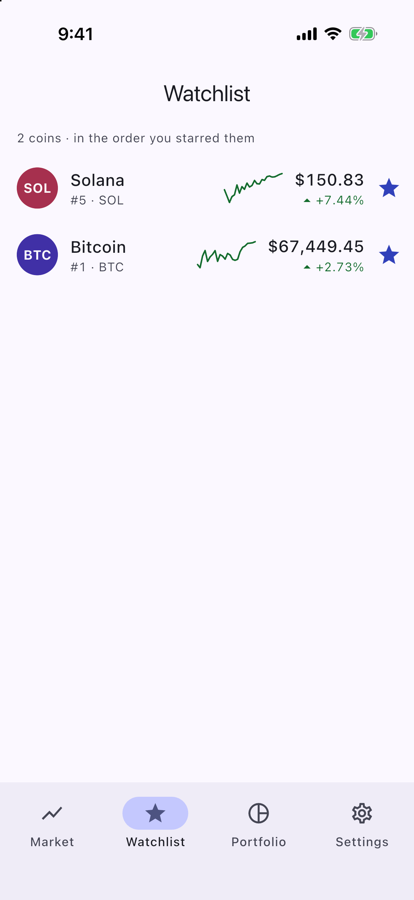 9:41
Watchlist
2 coins · in the order you starred them
SOL
Solana
#5 · SOL
$150.83
+7.44%
BTC
Bitcoin
#1 · BTC
$67,449.45
+2.73%
Market
Watchlist
Portfolio
Settings